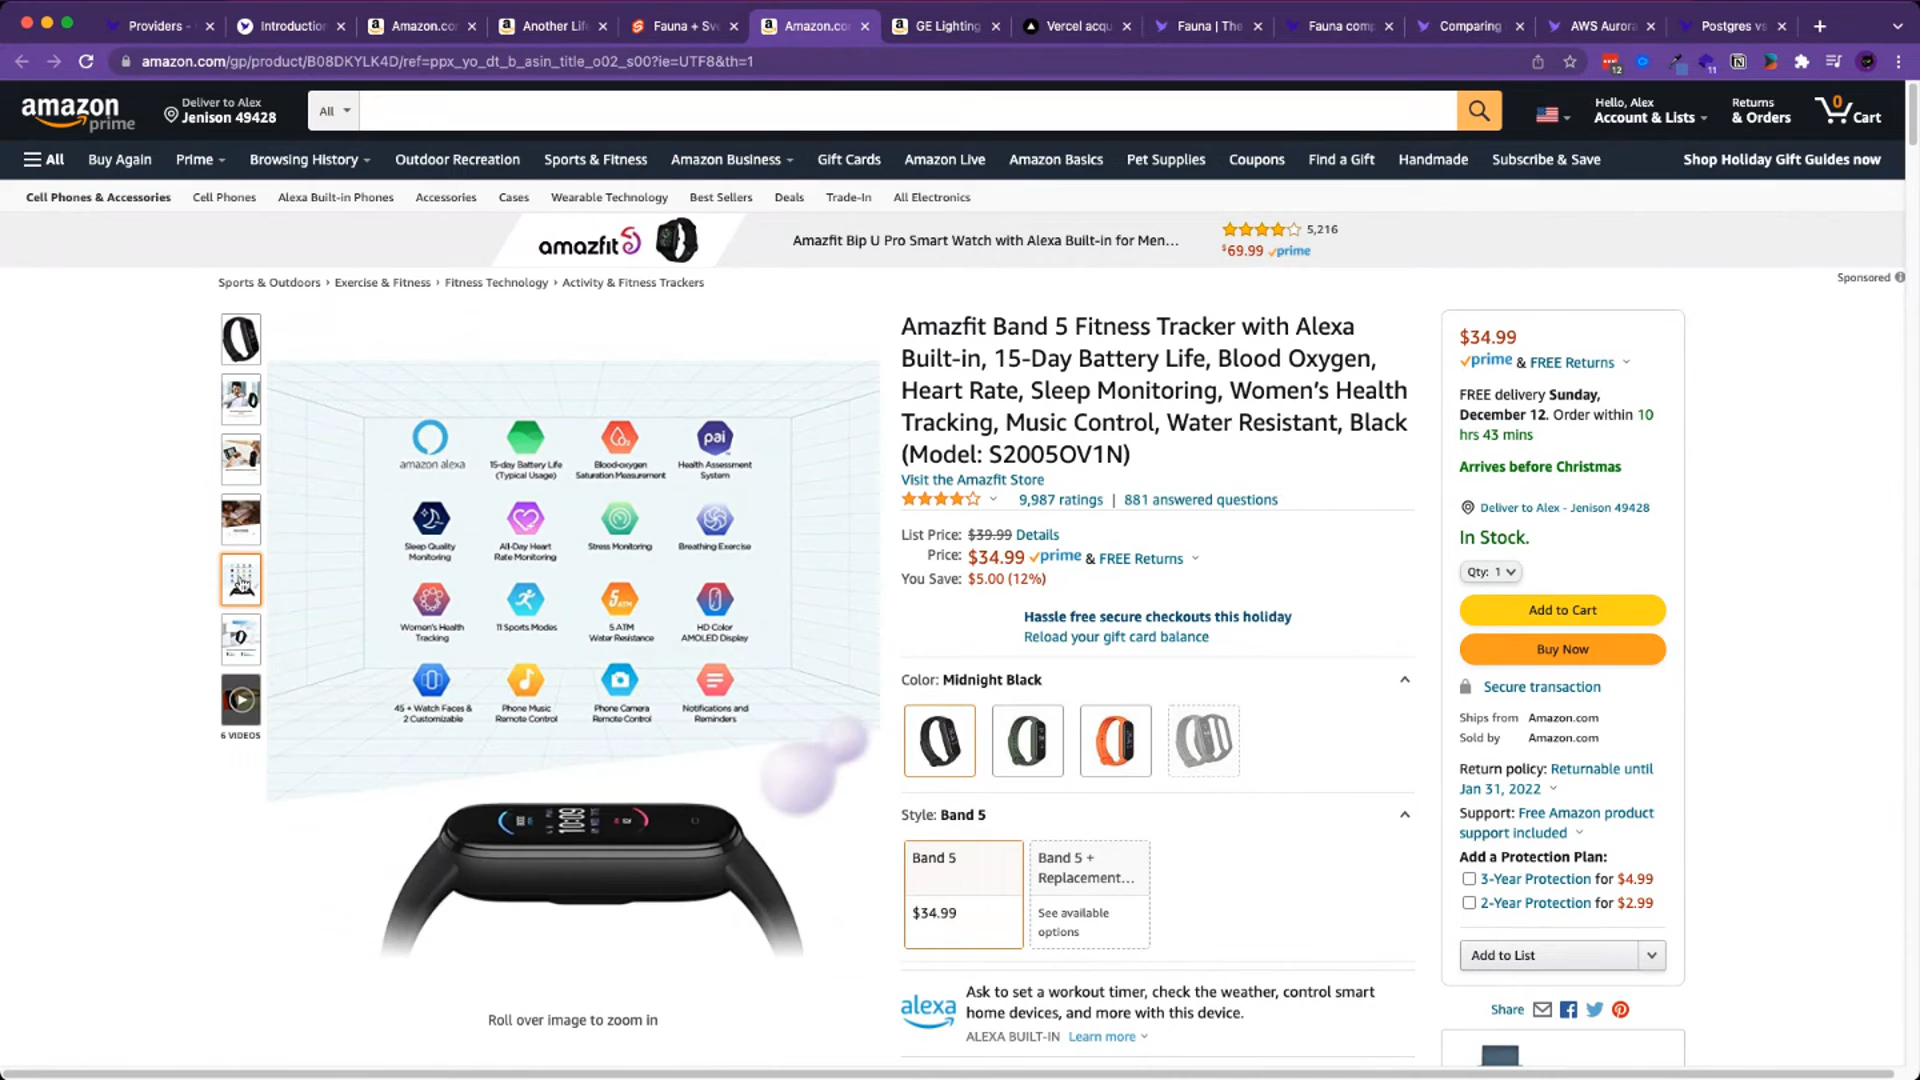 Providers -
Introduction
Amazon.co
Another Life
Fauna + Sv
Amazon.co
GE Lighting
Vercel acqu
Fauna | The
Fauna comp
Comparing
AWS Aurora
Postgres vs
amazon.com/gp/product/B08DKYLK4D/ref=ppx_yo_dt_b_asin_title_o02_s00?ie=UTF8&th=1
12
11
amazon
prime
Deliver to Alex
Jenison 49428
All
Hello, Alex
Account & Lists
Returns
& Orders
0
Cart
All
Buy Again
Prime
Browsing History
Outdoor Recreation
Sports & Fitness
Amazon Business
Gift Cards
Amazon Live
Amazon Basics
Pet Supplies
Coupons
Find a Gift
Handmade
Subscribe & Save
Shop Holiday Gift Guides now
Cell Phones & Accessories
Cell Phones
Alexa Built-in Phones
Accessories
Cases
Wearable Technology
Best Sellers
Deals
Trade-In
All Electronics
amazfit
Amazfit Bip U Pro Smart Watch with Alexa Built-in for Men...
5,216
$69.99 prime
Sponsored
Sports & Outdoors › Exercise & Fitness › Fitness Technology › Activity & Fitness Trackers
6 VIDEOS
amazon alexa
15-day Battery Life
(Typical Usage)
Blood-oxygen
Saturation Measurement
pai
Health Assessment
System
Sleep Quality
Monitoring
All-Day Heart
Rate Monitoring
Stress Monitoring
Breathing Exercise
Women's Health
Tracking
11 Sports Modes
5ATM
5 ATM
Water Resistance
HD Color
AMOLED Display
45 + Watch Faces &
2 Customizable
Phone Music
Remote Control
Phone Camera
Remote Control
Notifications and
Reminders
10:09
Roll over image to zoom in
Amazfit Band 5 Fitness Tracker with Alexa
Built-in, 15-Day Battery Life, Blood Oxygen,
Heart Rate, Sleep Monitoring, Women’s Health
Tracking, Music Control, Water Resistant, Black
(Model: S2005OV1N)
Visit the Amazfit Store
9,987 ratings | 881 answered questions
List Price: $39.99 Details
Price: $34.99 prime & FREE Returns
You Save: $5.00 (12%)
Hassle free secure checkouts this holiday
Reload your gift card balance
Color: Midnight Black
Style: Band 5
Band 5
$34.99
Band 5 +
Replacement...
See available
options
alexa
Ask to set a workout timer, check the weather, control smart
home devices, and more with this device.
ALEXA BUILT-IN Learn more
$34.99
prime & FREE Returns
FREE delivery Sunday,
December 12. Order within 10
hrs 43 mins
Arrives before Christmas
Deliver to Alex - Jenison 49428
In Stock.
Qty: 1
Add to Cart
Buy Now
Secure transaction
Ships from Amazon.com
Sold by Amazon.com
Return policy: Returnable until
Jan 31, 2022
Support: Free Amazon product
support included
Add a Protection Plan:
3-Year Protection for $4.99
2-Year Protection for $2.99
Add to List
Share